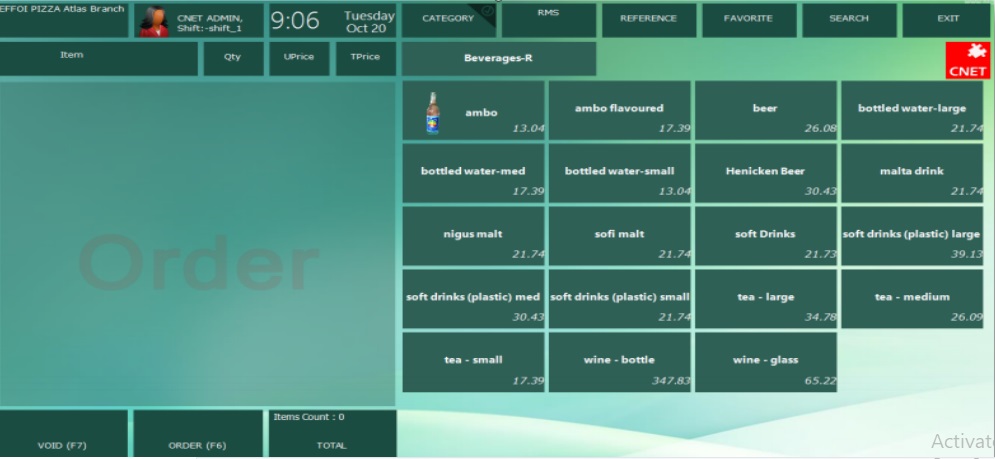 EFFOI PIZZA Atlas Branch
CNET ADMIN,
Shift:-shift_1
9:06
Tuesday
Oct 20
CATEGORY
RMS
REFERENCE
FAVORITE
SEARCH
EXIT
Item
Qty
UPrice
TPrice
Beverages-R
CNET
ambo
13.04
ambo flavoured
17.39
beer
26.08
bottled water-large
21.74
bottled water-med
17.39
bottled water-small
13.04
Henicken Beer
30.43
malta drink
21.74
nigus malt
21.74
sofi malt
21.74
soft Drinks
21.73
soft drinks (plastic) large
39.13
soft drinks (plastic) med
30.43
soft drinks (plastic) small
21.74
tea - large
34.78
tea - medium
26.09
tea - small
17.39
wine - bottle
347.83
wine - glass
65.22
Order
Items Count : 0
VOID (F7)
ORDER (F6)
TOTAL
Activat